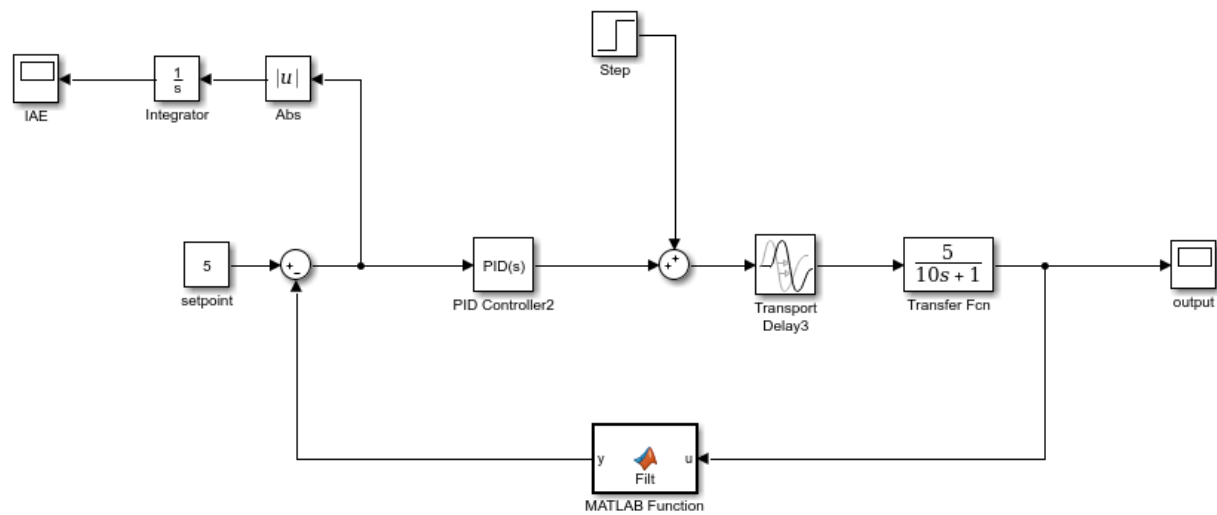 Step
IAE
1
s
Integrator
|u|
Abs
+
−
5
setpoint
PID(s)
PID Controller2
+
+
Transport
Delay3
5
10s + 1
Transfer Fcn
output
y
u
Filt
MATLAB Function